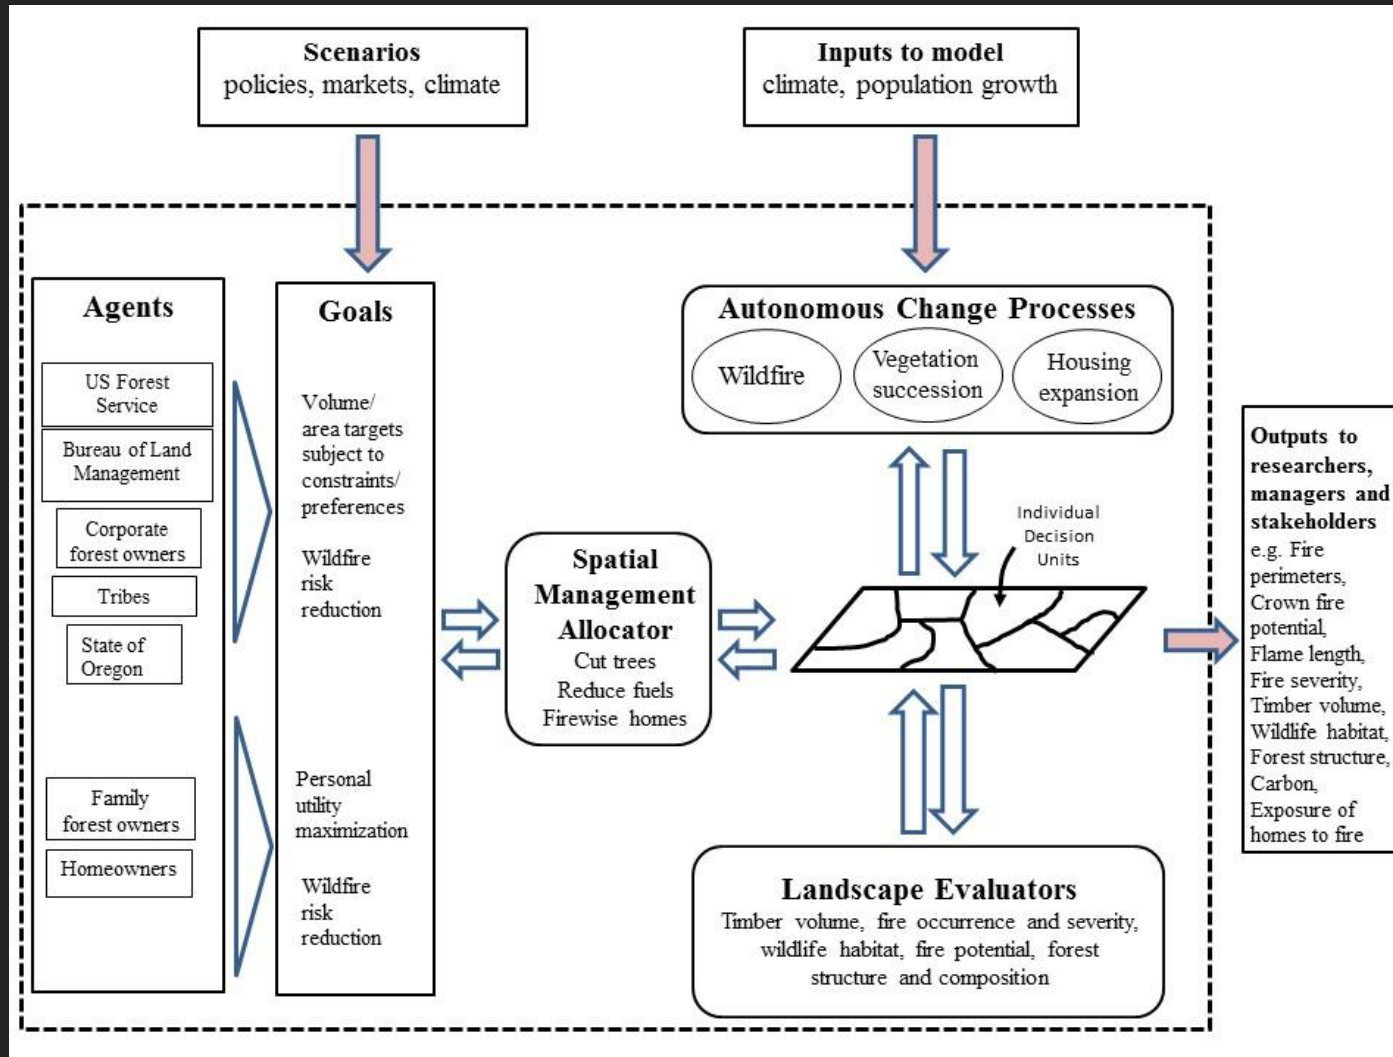 Scenarios
policies, markets, climate
Inputs to model
climate, population growth
Agents
US Forest
Service
Bureau of Land
Management
Corporate
forest owners
Tribes
State of
Oregon
Family
forest owners
Homeowners
Goals
Volume/
area targets
subject to
constraints/
preferences
Wildfire
risk
reduction
Personal
utility
maximization
Wildfire
risk
reduction
Spatial
Management
Allocator
Cut trees
Reduce fuels
Firewise homes
Autonomous Change Processes
Wildfire
Vegetation
succession
Housing
expansion
Individual
Decision
Units
Landscape Evaluators
Timber volume, fire occurrence and severity,
wildlife habitat, fire potential, forest
structure and composition
Outputs to
researchers,
managers and
stakeholders
e.g. Fire
perimeters,
Crown fire
potential,
Flame length,
Fire severity,
Timber volume,
Wildlife habitat,
Forest structure,
Carbon,
Exposure of
homes to fire